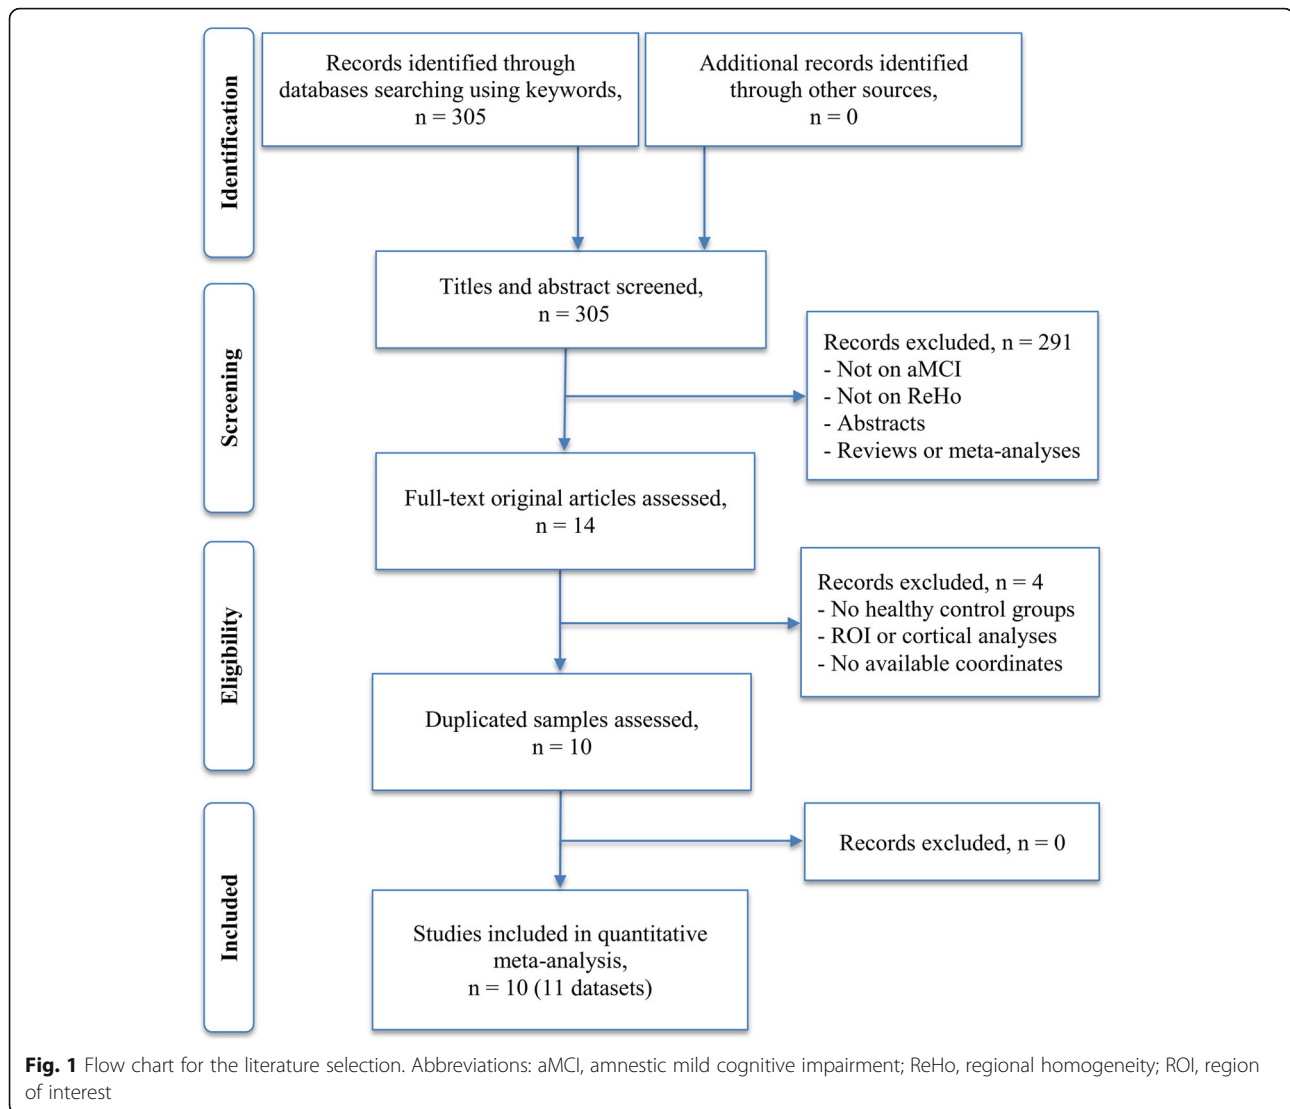 Identification
Records identified through
databases searching using keywords,
n = 305
Additional records identified
through other sources,
n = 0
Titles and abstract screened,
n = 305
Screening
Records excluded, n = 291
- Not on aMCI
- Not on ReHo
- Abstracts
- Reviews or meta-analyses
Full-text original articles assessed,
n = 14
Eligibility
Records excluded, n = 4
- No healthy control groups
- ROI or cortical analyses
- No available coordinates
Duplicated samples assessed,
n = 10
Included
Records excluded, n = 0
Studies included in quantitative
meta-analysis,
n = 10 (11 datasets)
Fig. 1 Flow chart for the literature selection. Abbreviations: aMCI, amnestic mild cognitive impairment; ReHo, regional homogeneity; ROI, region
of interest